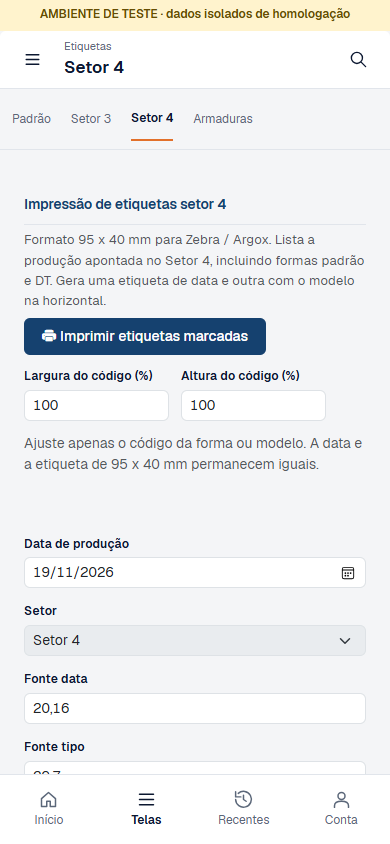 AMBIENTE DE TESTE · dados isolados de homologação
Etiquetas
Setor 4
Padrão Setor 3 Setor 4 Armaduras
Impressão de etiquetas setor 4
Formato 95 x 40 mm para Zebra / Argox. Lista a
produção apontada no Setor 4, incluindo formas padrão
e DT. Gera uma etiqueta de data e outra com o modelo
na horizontal.
Imprimir etiquetas marcadas
Largura do código (%) Altura do código (%)
100 100
Ajuste apenas o código da forma ou modelo. A data e
a etiqueta de 95 x 40 mm permanecem iguais.
Data de produção
19/11/2026
Setor
Setor 4
Fonte data
20,16
Fonte tipo
Início Telas Recentes Conta